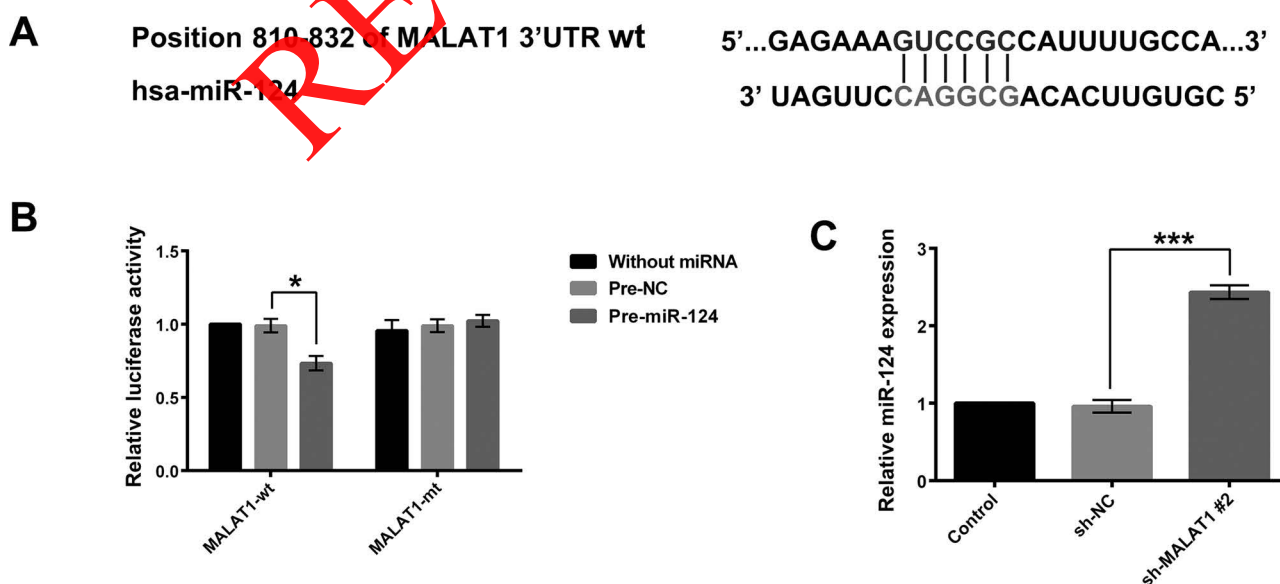 A
Position 810-832 of MALAT1 3'UTR wt
5'...GAGAAAGUCCGCCAUUUUGCCA...3'
hsa-miR-124
3' UAGUUCCAGGCGACACUUGUGC 5'
RE
B
Relative luciferase activity
1.5
1.0
0.5
0.0
*
MALAT1-wt
MALAT1-mt
Without miRNA
Pre-NC
Pre-miR-124
C
Relative miR-124 expression
3
2
1
0
***
Control
sh-NC
sh-MALAT1 #2